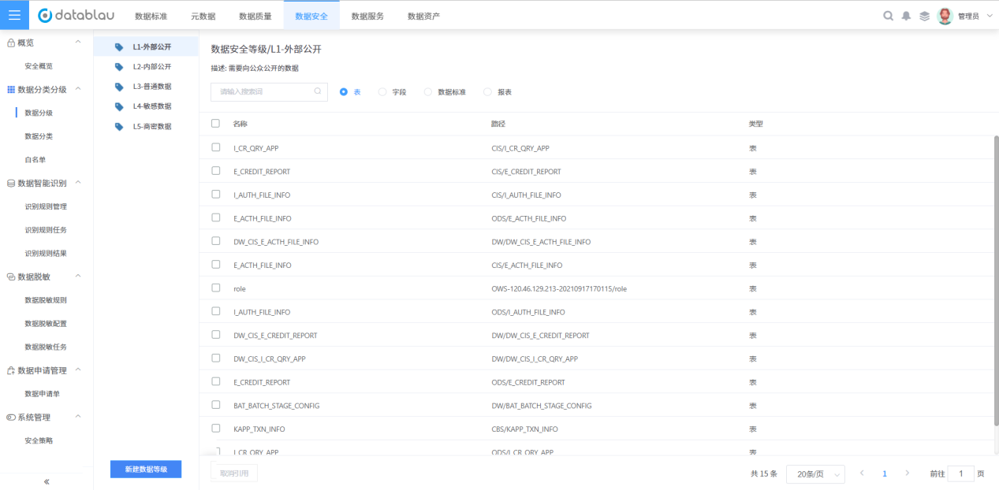 datablau 数据标准 元数据 数据质量 数据安全 数据服务 数据资产 管理员
概览
安全概览
数据分类分级
数据分级
数据分类
白名单
数据智能识别
识别规则管理
识别规则任务
识别规则结果
数据脱敏
数据脱敏规则
数据脱敏配置
数据脱敏任务
数据申请管理
数据申请单
系统管理
安全策略
«
L1-外部公开
L2-内部公开
L3-普通数据
L4-敏感数据
L5-商密数据
新建数据等级
数据安全等级/L1-外部公开
描述: 需要向公众公开的数据
请输入搜索词 表 字段 数据标准 报表
名称 路径 类型
I_CR_QRY_APP CIS/I_CR_QRY_APP 表
E_CREDIT_REPORT CIS/E_CREDIT_REPORT 表
I_AUTH_FILE_INFO CIS/I_AUTH_FILE_INFO 表
E_ACTH_FILE_INFO ODS/E_ACTH_FILE_INFO 表
DW_CIS_E_ACTH_FILE_INFO DW/DW_CIS_E_ACTH_FILE_INFO 表
E_ACTH_FILE_INFO CIS/E_ACTH_FILE_INFO 表
role OWS-120.46.129.213-20210917170115/role 表
I_AUTH_FILE_INFO ODS/I_AUTH_FILE_INFO 表
DW_CIS_E_CREDIT_REPORT DW/DW_CIS_E_CREDIT_REPORT 表
DW_CIS_I_CR_QRY_APP DW/DW_CIS_I_CR_QRY_APP 表
E_CREDIT_REPORT ODS/E_CREDIT_REPORT 表
BAT_BATCH_STAGE_CONFIG DW/BAT_BATCH_STAGE_CONFIG 表
KAPP_TXN_INFO CBS/KAPP_TXN_INFO 表
I_CR_QRY_APP ODS/I_CR_QRY_APP 表
取消引用 共 15 条 20条/页 1 前往 1 页